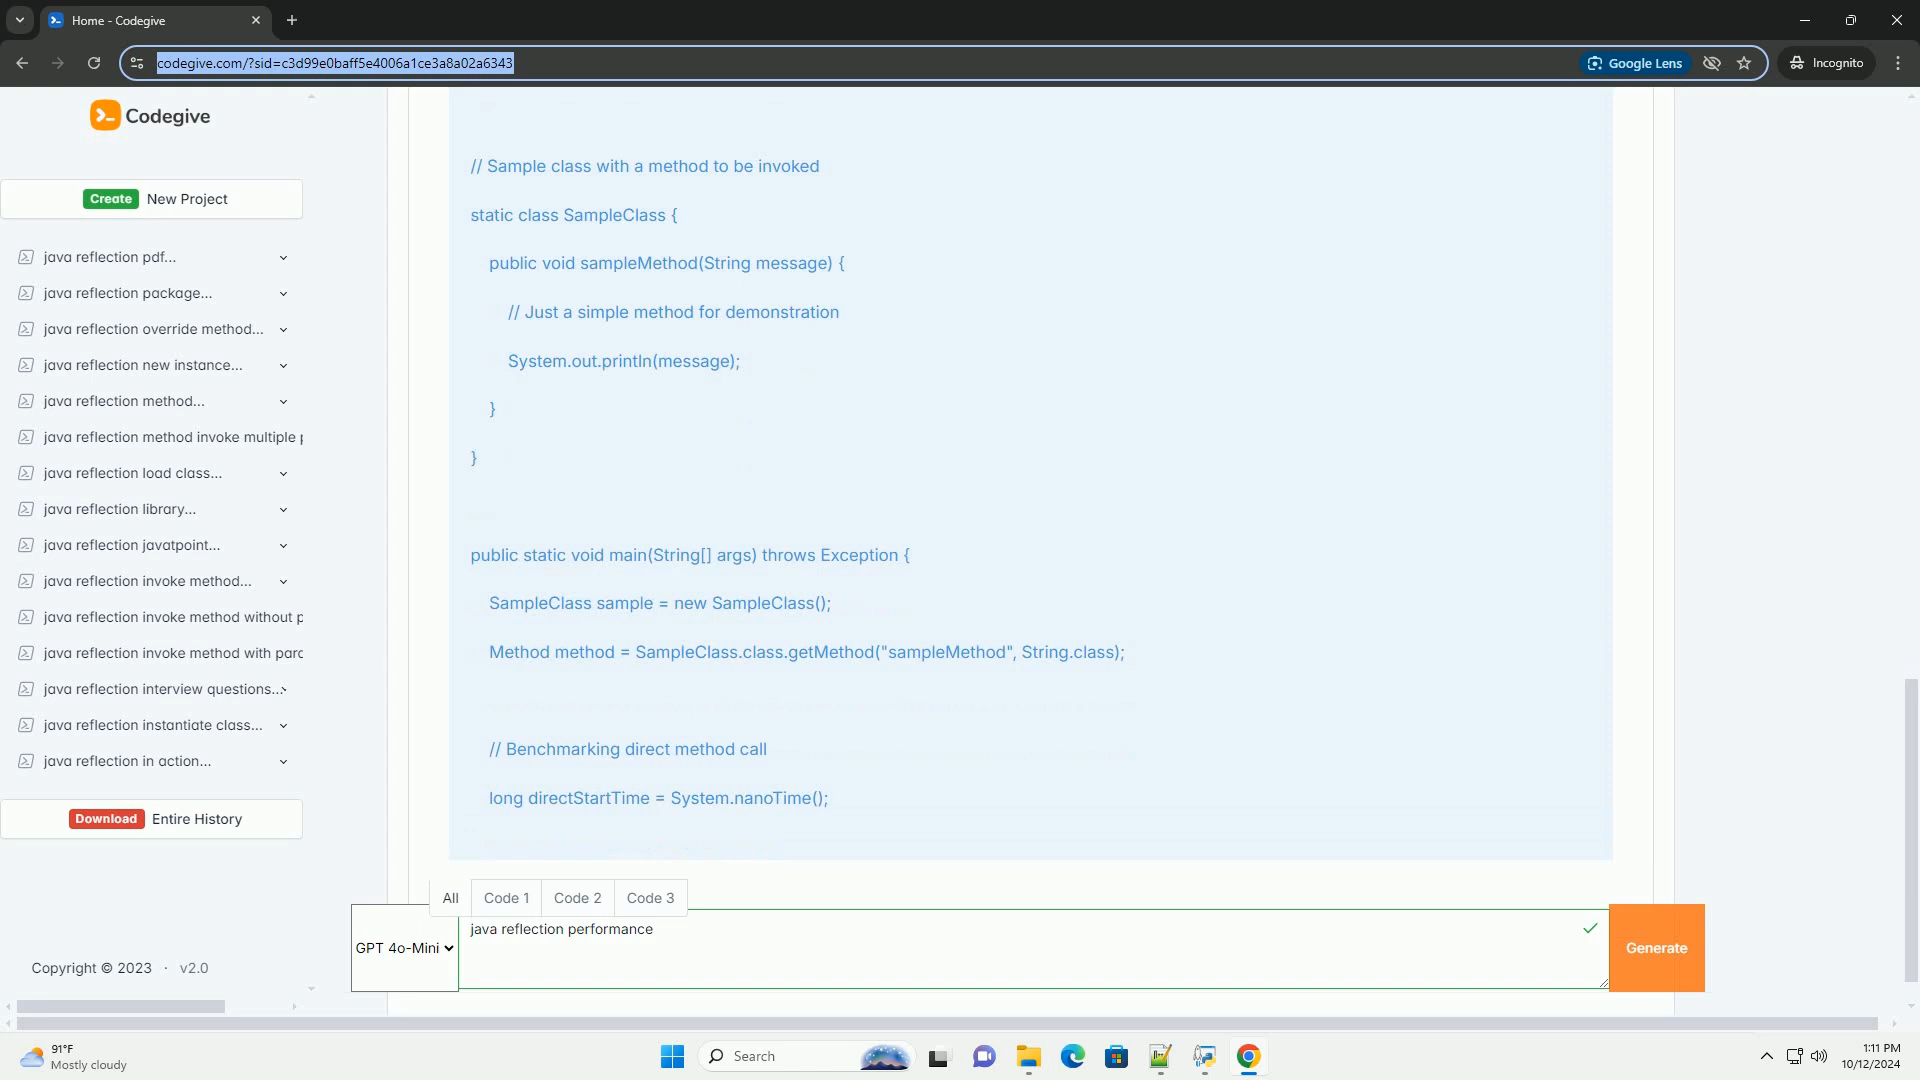 Home - Codegive
codegive.com/?sid=c3d99e0baff5e4006a1ce3a8a02a6343
Google Lens
Incognito
Codegive
Create New Project
java reflection pdf...
java reflection package...
java reflection override method...
java reflection new instance...
java reflection method...
java reflection method invoke multiple p
java reflection load class...
java reflection library...
java reflection javatpoint...
java reflection invoke method...
java reflection invoke method without p
java reflection invoke method with para
java reflection interview questions...
java reflection instantiate class...
java reflection in action...
Download Entire History
Copyright © 2023 · v2.0
// Sample class with a method to be invoked
static class SampleClass {
public void sampleMethod(String message) {
// Just a simple method for demonstration
System.out.println(message);
}
}
public static void main(String[] args) throws Exception {
SampleClass sample = new SampleClass();
Method method = SampleClass.class.getMethod("sampleMethod", String.class);
// Benchmarking direct method call
long directStartTime = System.nanoTime();
All Code 1 Code 2 Code 3
GPT 4o-Mini
java reflection performance
Generate
91°F
Mostly cloudy
Search
1:11 PM
10/12/2024